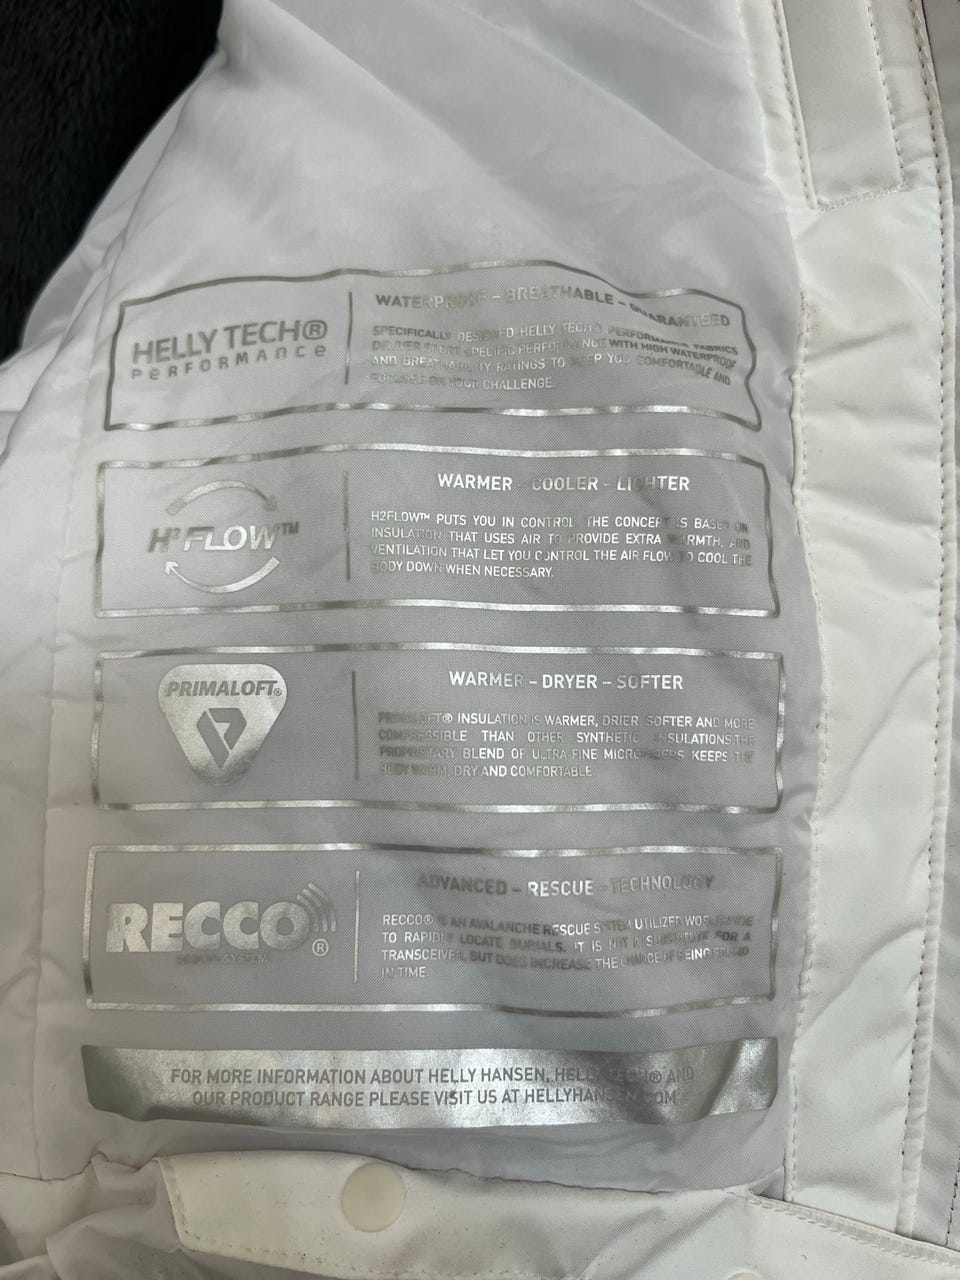 HELLY TECH®
PERFORMANCE
WATERPROOF - BREATHABLE - GUARANTEED
SPECIFICALLY DESIGNED HELLY TECH® PERFORMANCE FABRICS
DELIVER SPORT SPECIFIC PERFORMANCE WITH HIGH WATERPROOF
AND BREATHABILITY RATINGS TO KEEP YOU COMFORTABLE AND
FOCUSED ON YOUR CHALLENGE.
H²FLOW™
WARMER - COOLER - LIGHTER
H2FLOW™ PUTS YOU IN CONTROL THE CONCEPT IS BASED ON
INSULATION THAT USES AIR TO PROVIDE EXTRA WARMTH, AND
VENTILATION THAT LET YOU CONTROL THE AIR FLOW TO COOL THE
BODY DOWN WHEN NECESSARY.
PRIMALOFT®
WARMER - DRYER - SOFTER
PRIMALOFT® INSULATION IS WARMER, DRIER, SOFTER AND MORE
COMPRESSIBLE THAN OTHER SYNTHETIC INSULATIONS.THE
PROPRIETARY BLEND OF ULTRA-FINE MICROFIBERS KEEPS THE
BODY WARM, DRY AND COMFORTABLE
RECCO®
SYSTEM
ADVANCED - RESCUE - TECHNOLOGY
RECCO® IS AN AVALANCHE RESCUE SYSTEM UTILIZED WORLDWIDE
TO RAPIDLY LOCATE BURIALS. IT IS NOT A SUBSTITUTE FOR A
TRANSCEIVER, BUT DOES INCREASE THE CHANCE OF BEING FOUND
IN TIME.
FOR MORE INFORMATION ABOUT HELLY HANSEN, HELLY TECH® AND
OUR PRODUCT RANGE PLEASE VISIT US AT HELLYHANSEN.COM